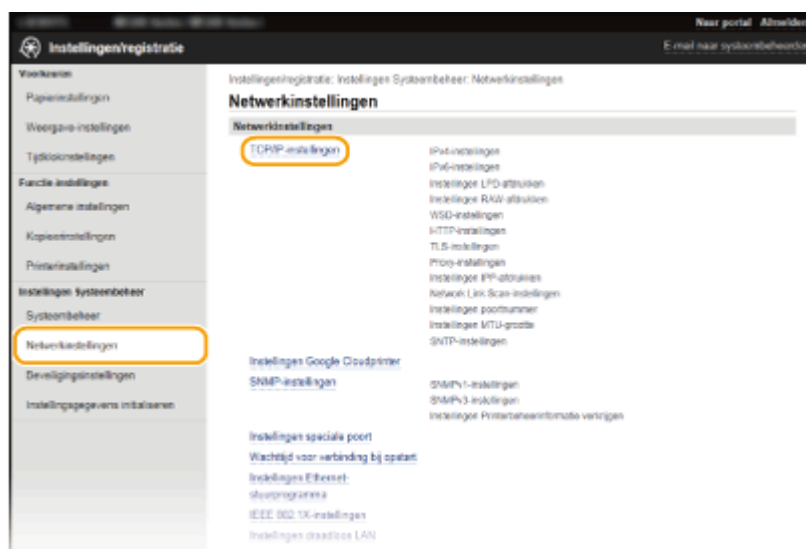 Naar portal Afmelden
Instellingen/registratie
E-mail naar systeembeheerder
Voorkeuren
Papierinstellingen
Weergave-instellingen
Tijdklokinstellingen
Functie-instellingen
Algemene instellingen
Kopieerinstellingen
Printerinstellingen
Instellingen Systeembeheer
Systeembeheer
Netwerkinstellingen
Beveiligingsinstellingen
Instellingsgegevens initialiseren
Instellingen/registratie: Instellingen Systeembeheer: Netwerkinstellingen
Netwerkinstellingen
Netwerkinstellingen
TCP/IP-instellingen
IPv4-instellingen
IPv6-instellingen
Instellingen LPD-afdrukken
Instellingen RAW-afdrukken
WSD-instellingen
HTTP-instellingen
TLS-instellingen
Proxy-instellingen
Instellingen IPP-afdrukken
Network Link Scan-instellingen
Instellingen poortnummer
Instellingen MTU-grootte
SNTP-instellingen
Instellingen Google Cloudprinter
SNMP-instellingen
SNMPv1-instellingen
SNMPv3-instellingen
Instellingen Printerbeheerinformatie verkrijgen
Instellingen speciale poort
Wachttijd voor verbinding bij opstart
Instellingen Ethernet-
stuurprogramma
IEEE 802.1X-instellingen
Instellingen draadloos LAN